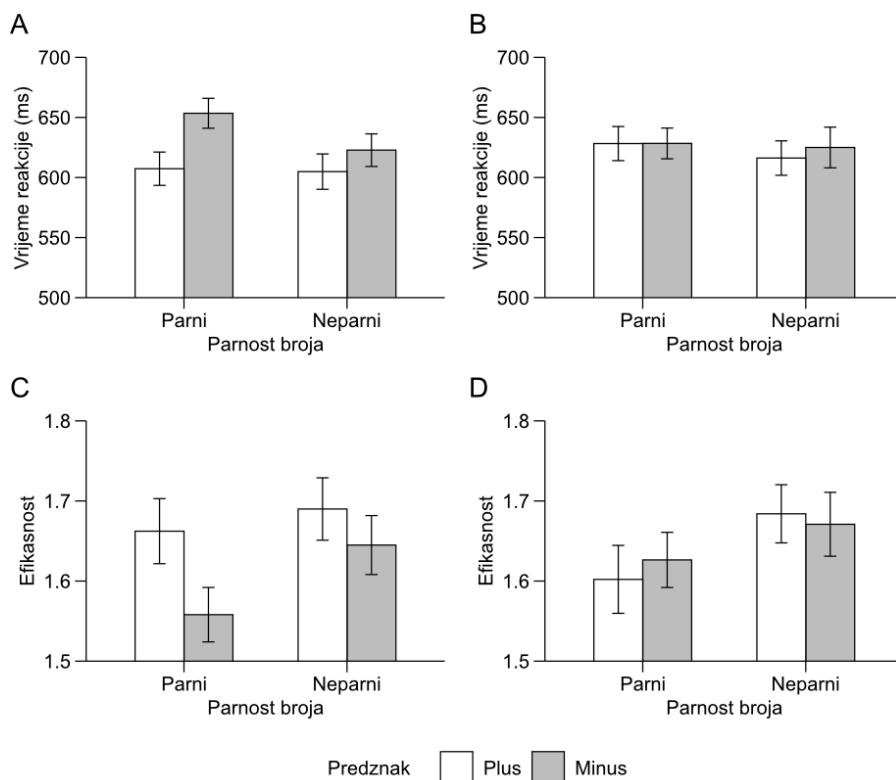 A
Vrijeme reakcije (ms)
700
650
600
550
500
Parni
Neparni
Parnost broja
B
Vrijeme reakcije (ms)
700
650
600
550
500
Parni
Neparni
Parnost broja
C
Efikasnost
1.8
1.7
1.6
1.5
Parni
Neparni
Parnost broja
D
Efikasnost
1.8
1.7
1.6
1.5
Parni
Neparni
Parnost broja
Predznak Plus Minus